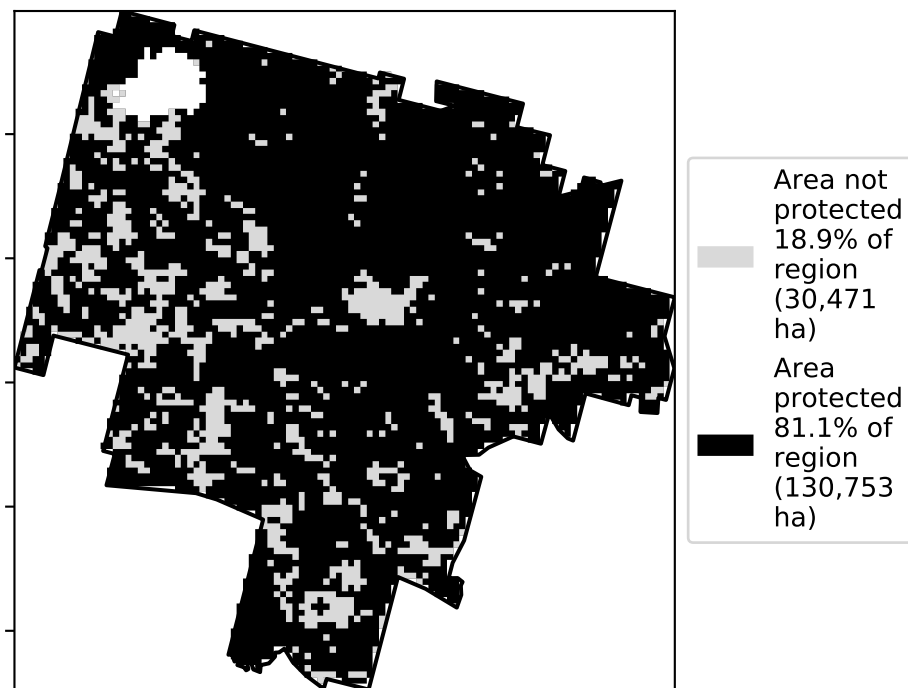 Area not
protected
18.9% of
region
(30,471
ha)
Area
protected
81.1% of
region
(130,753
ha)